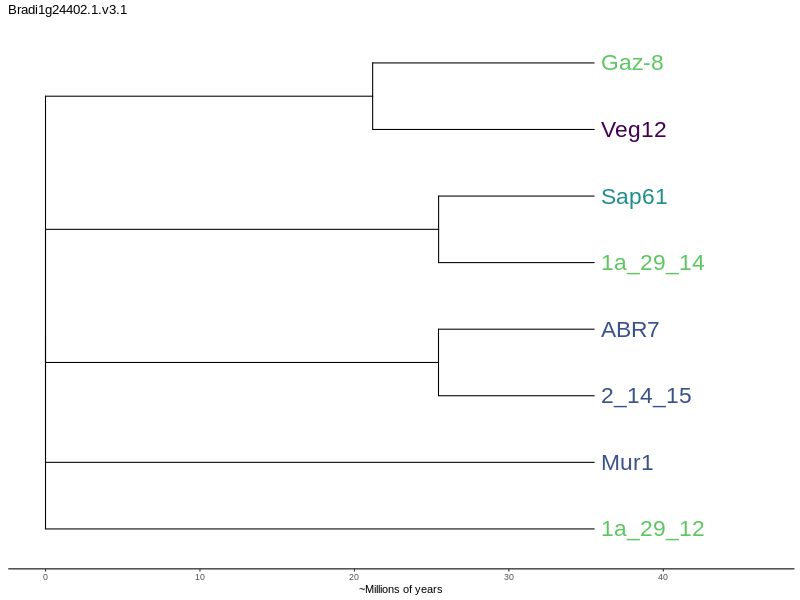 Bradi1g24402.1.v3.1
Gaz-8
Veg12
Sap61
1a_29_14
ABR7
2_14_15
Mur1
1a_29_12
0 10 20 30 40
~Millions of years